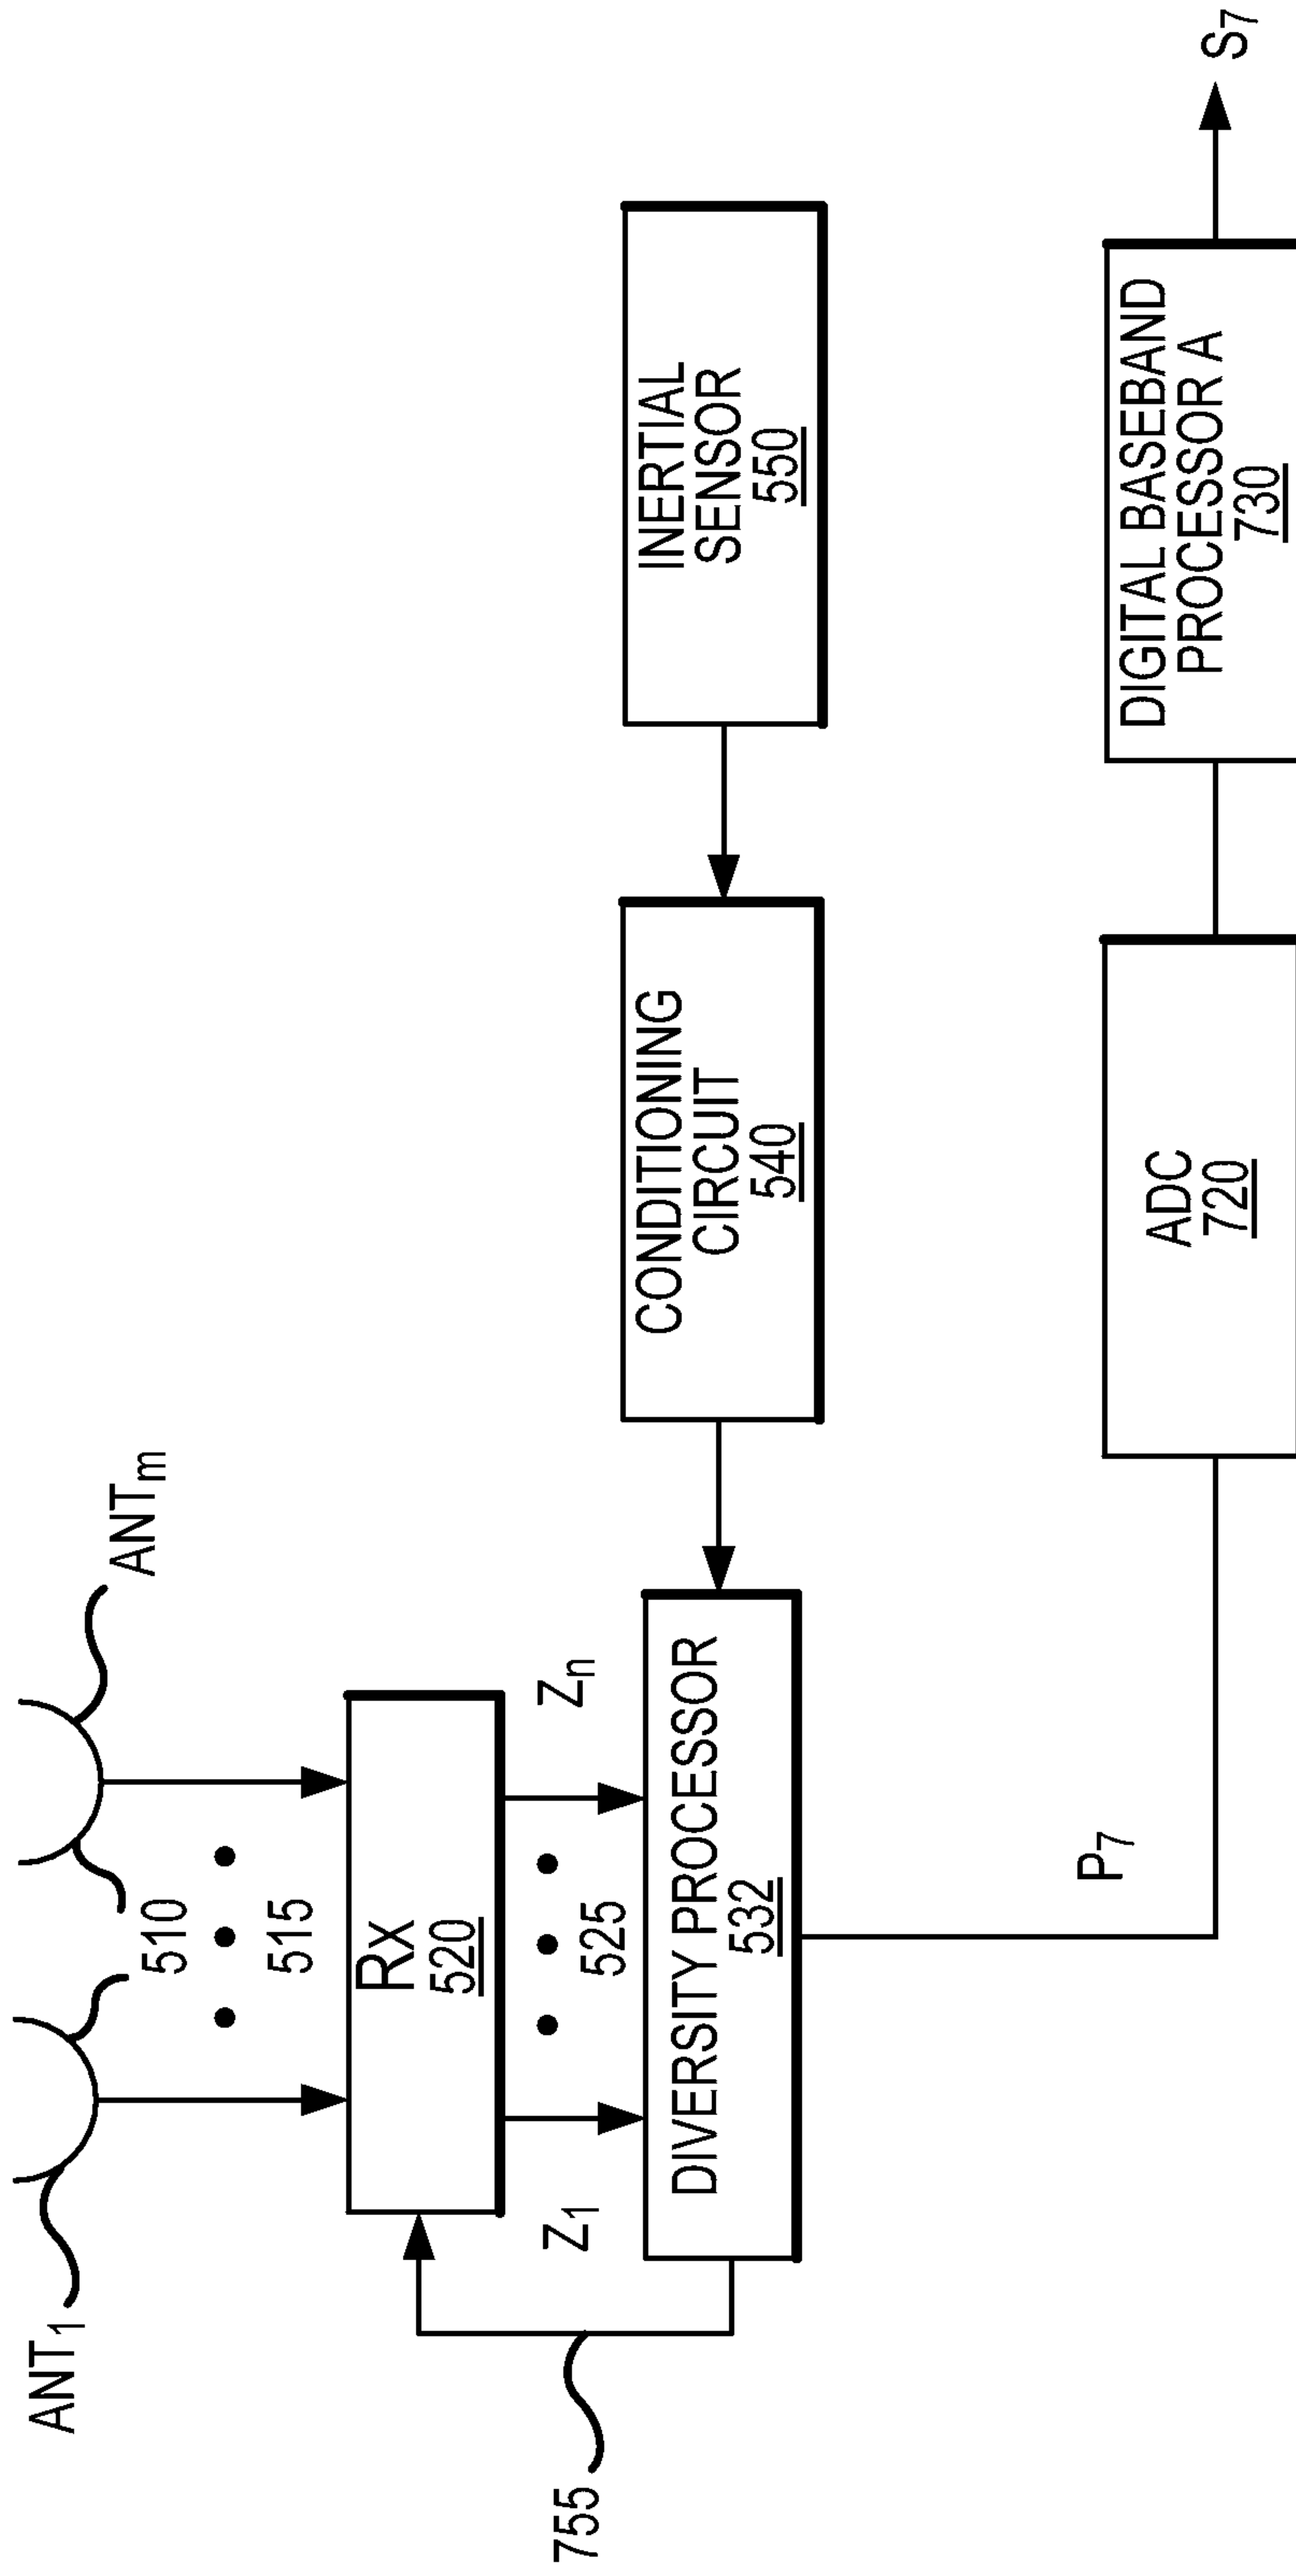 ANT1
ANTm
510
515
Rx
520
Z1
525
Zn
755
DIVERSITY PROCESSOR
532
CONDITIONING
CIRCUIT
540
INERTIAL
SENSOR
550
P7
ADC
720
DIGITAL BASEBAND
PROCESSOR A
730
S7